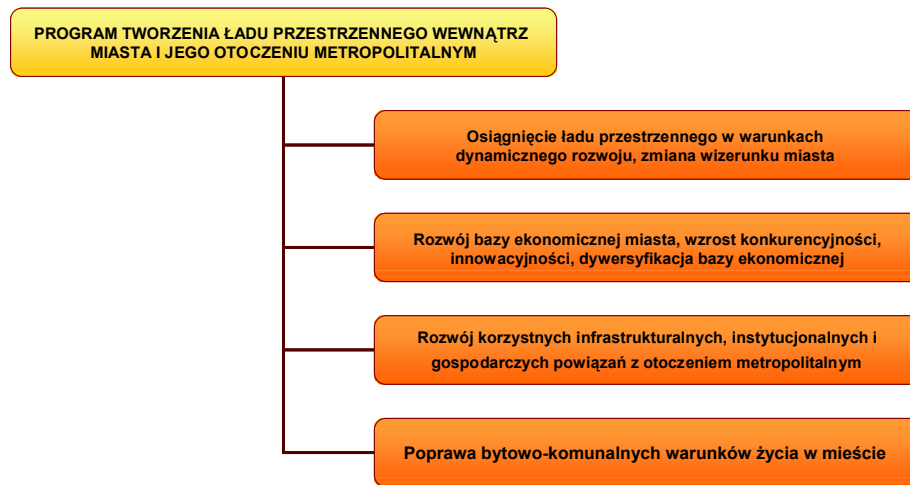 PROGRAM TWORZENIA ŁADU PRZESTRZENNEGO WEWNĄTRZ
MIASTA I JEGO OTOCZENIU METROPOLITALNYM
Osiągnięcie ładu przestrzennego w warunkach
dynamicznego rozwoju, zmiana wizerunku miasta
Rozwój bazy ekonomicznej miasta, wzrost konkurencyjności,
innowacyjności, dywersyfikacja bazy ekonomicznej
Rozwój korzystnych infrastrukturalnych, instytucjonalnych i
gospodarczych powiązań z otoczeniem metropolitalnym
Poprawa bytowo-komunalnych warunków życia w mieście